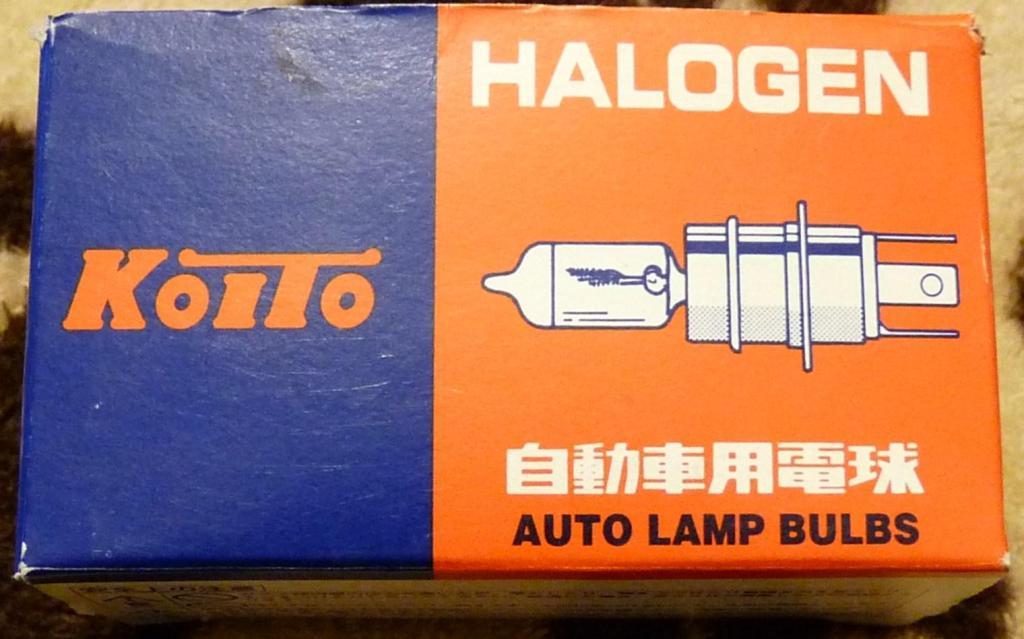 KoiTo
HALOGEN
自動車用電球
AUTO LAMP BULBS